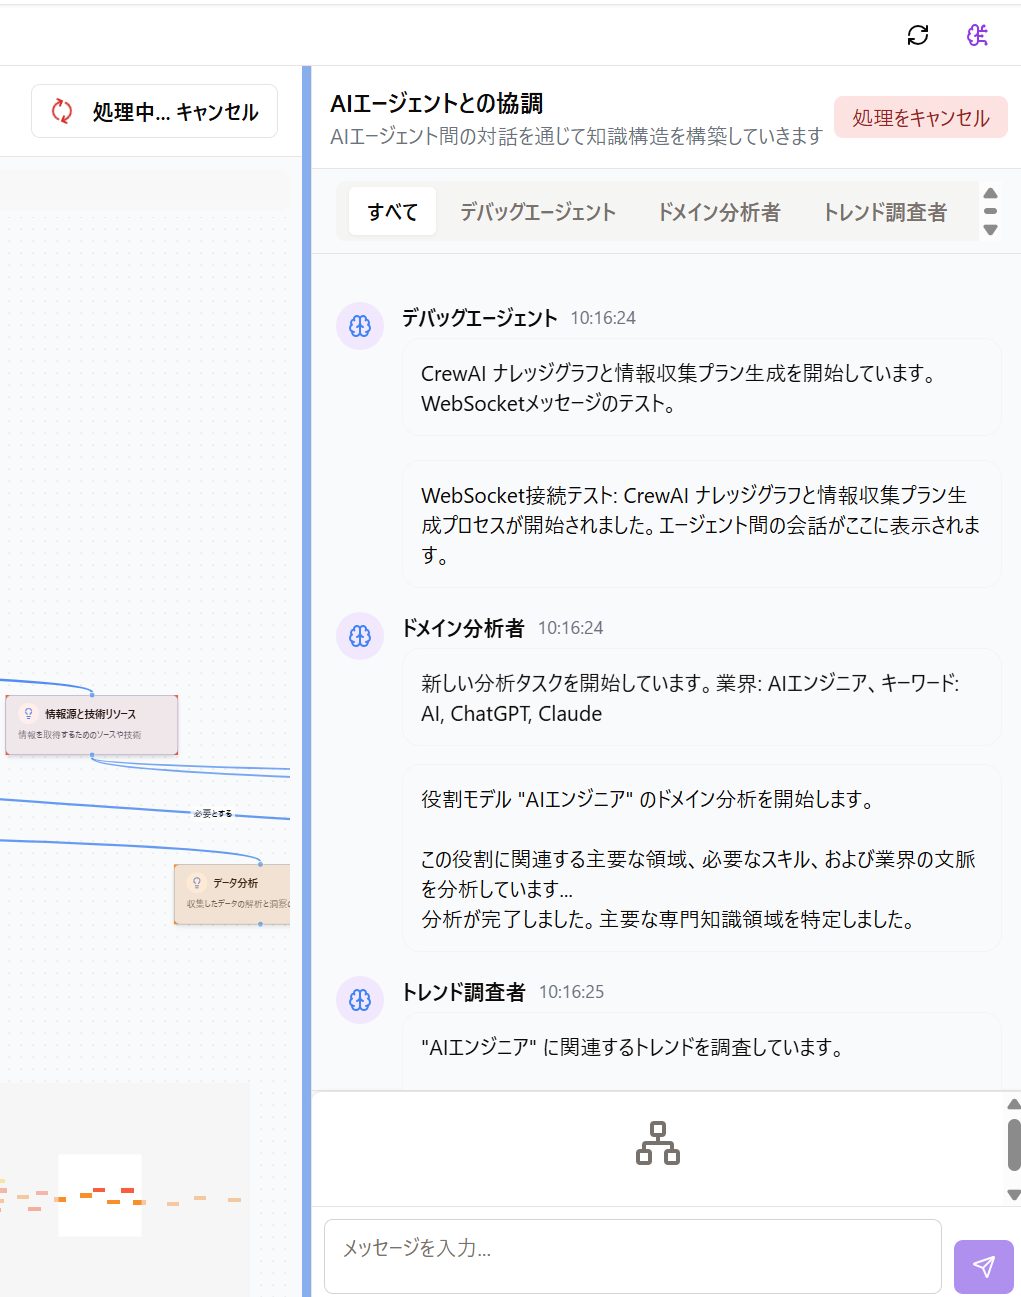 処理中... キャンセル
AIエージェントとの協調
AIエージェント間の対話を通じて知識構造を構築していきます
処理をキャンセル
すべて
デバッグエージェント
ドメイン分析者
トレンド調査者
デバッグエージェント 10:16:24
CrewAI ナレッジグラフと情報収集プラン生成を開始しています。
WebSocketメッセージのテスト。
WebSocket接続テスト: CrewAI ナレッジグラフと情報収集プラン生
成プロセスが開始されました。エージェント間の会話がここに表示されま
す。
ドメイン分析者 10:16:24
新しい分析タスクを開始しています。業界: AIエンジニア、キーワード:
AI, ChatGPT, Claude
役割モデル "AIエンジニア" のドメイン分析を開始します。
この役割に関連する主要な領域、必要なスキル、および業界の文脈
を分析しています...
分析が完了しました。主要な専門知識領域を特定しました。
トレンド調査者 10:16:25
"AIエンジニア" に関連するトレンドを調査しています。
メッセージを入力...
情報源と技術リソース
情報を取得するためのソースや技術
必要とする
データ分析
収集したデータの解析と洞察の